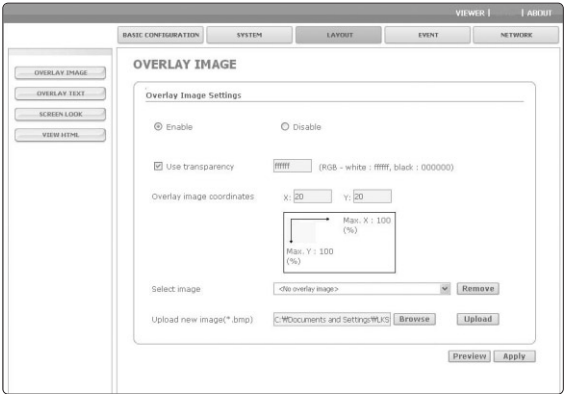 VIEWER | | ABOUT
BASIC CONFIGURATION SYSTEM LAYOUT EVENT NETWORK
OVERLAY IMAGE
OVERLAY TEXT
SCREEN LOOK
VIEW HTML
OVERLAY IMAGE
Overlay Image Settings
Enable Disable
Use transparency ffffff (RGB - white : ffffff, black : 000000)
Overlay image coordinates X: 20 Y: 20
Max. X : 100
(%)
Max. Y : 100
(%)
Select image <No overlay image> Remove
Upload new image(*.bmp) C:₩Documents and Settings₩LKS Browse Upload
Preview Apply